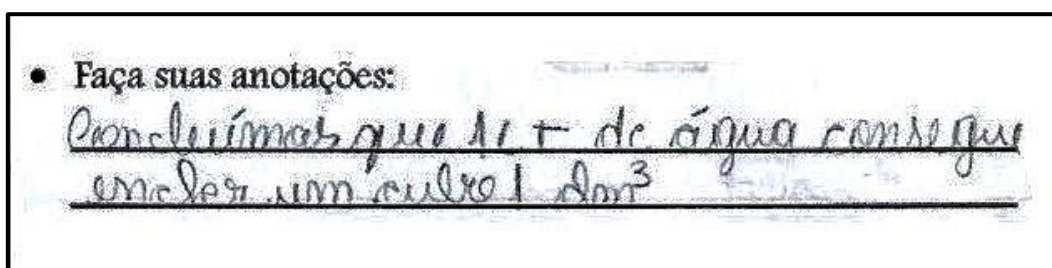 • Faça suas anotações:
Concluímos que 1l t de água consegue
encher um cubo 1 dm³